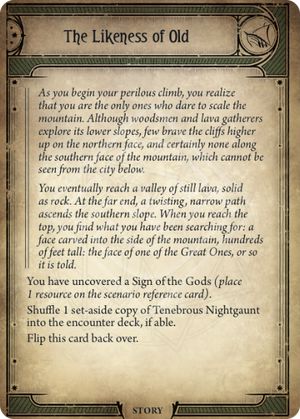 The Likeness of Old
As you begin your perilous climb, you realize
that you are the only ones who dare to scale the
mountain. Although woodsmen and lava gatherers
explore its lower slopes, few brave the cliffs higher
up on the northern face, and certainly none along
the southern face of the mountain, which cannot be
seen from the city below.
You eventually reach a valley of still lava, solid
as rock. At the far end, a twisting, narrow path
ascends the southern slope. When you reach the
top, you find what you have been searching for: a
face carved into the side of the mountain, hundreds
of feet tall: the face of one of the Great Ones, or so
it is told.
You have uncovered a Sign of the Gods (place
1 resource on the scenario reference card).
Shuffle 1 set-aside copy of Tenebrous Nightgaunt
into the encounter deck, if able.
Flip this card back over.
STORY